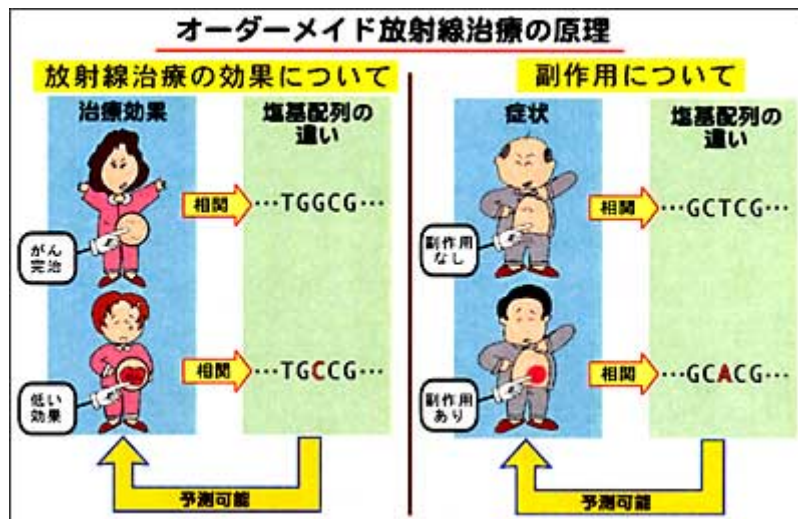 オーダーメイド放射線治療の原理
放射線治療の効果について
治療効果
塩基配列の
違い
がん
完治
相関
…TGGCG…
低い
効果
相関
…TGCCG…
予測可能
副作用について
症状
塩基配列の
違い
副作用
なし
相関
…GCTCG…
副作用
あり
相関
…GCACG…
予測可能